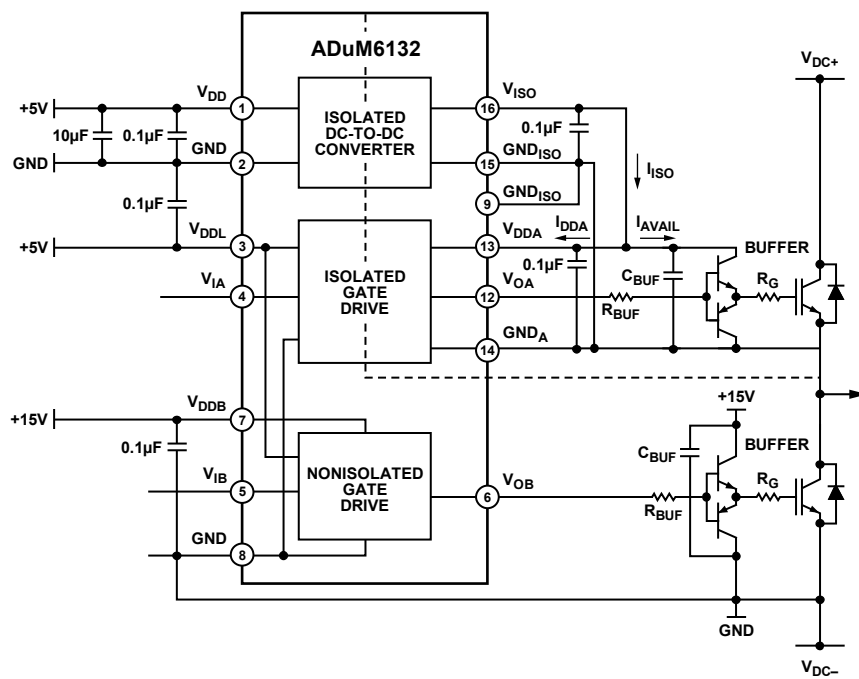 ADuM6132
VDD
+5V
1
10µF
0.1µF
GND
GND
2
0.1µF
VDDL
+5V
3
VIA
4
ISOLATED
DC-TO-DC
CONVERTER
VISO
16
0.1µF
GNDISO
15
GNDISO
9
IISO
ISOLATED
GATE
DRIVE
VDDA
13
IDDA
IAVAIL
0.1µF
CBUF
VOA
12
RBUF
GNDA
14
BUFFER
RG
VDC+
VDDB
+15V
7
0.1µF
VIB
5
GND
8
NONISOLATED
GATE
DRIVE
VOB
6
+15V
CBUF
BUFFER
RBUF
RG
GND
VDC–